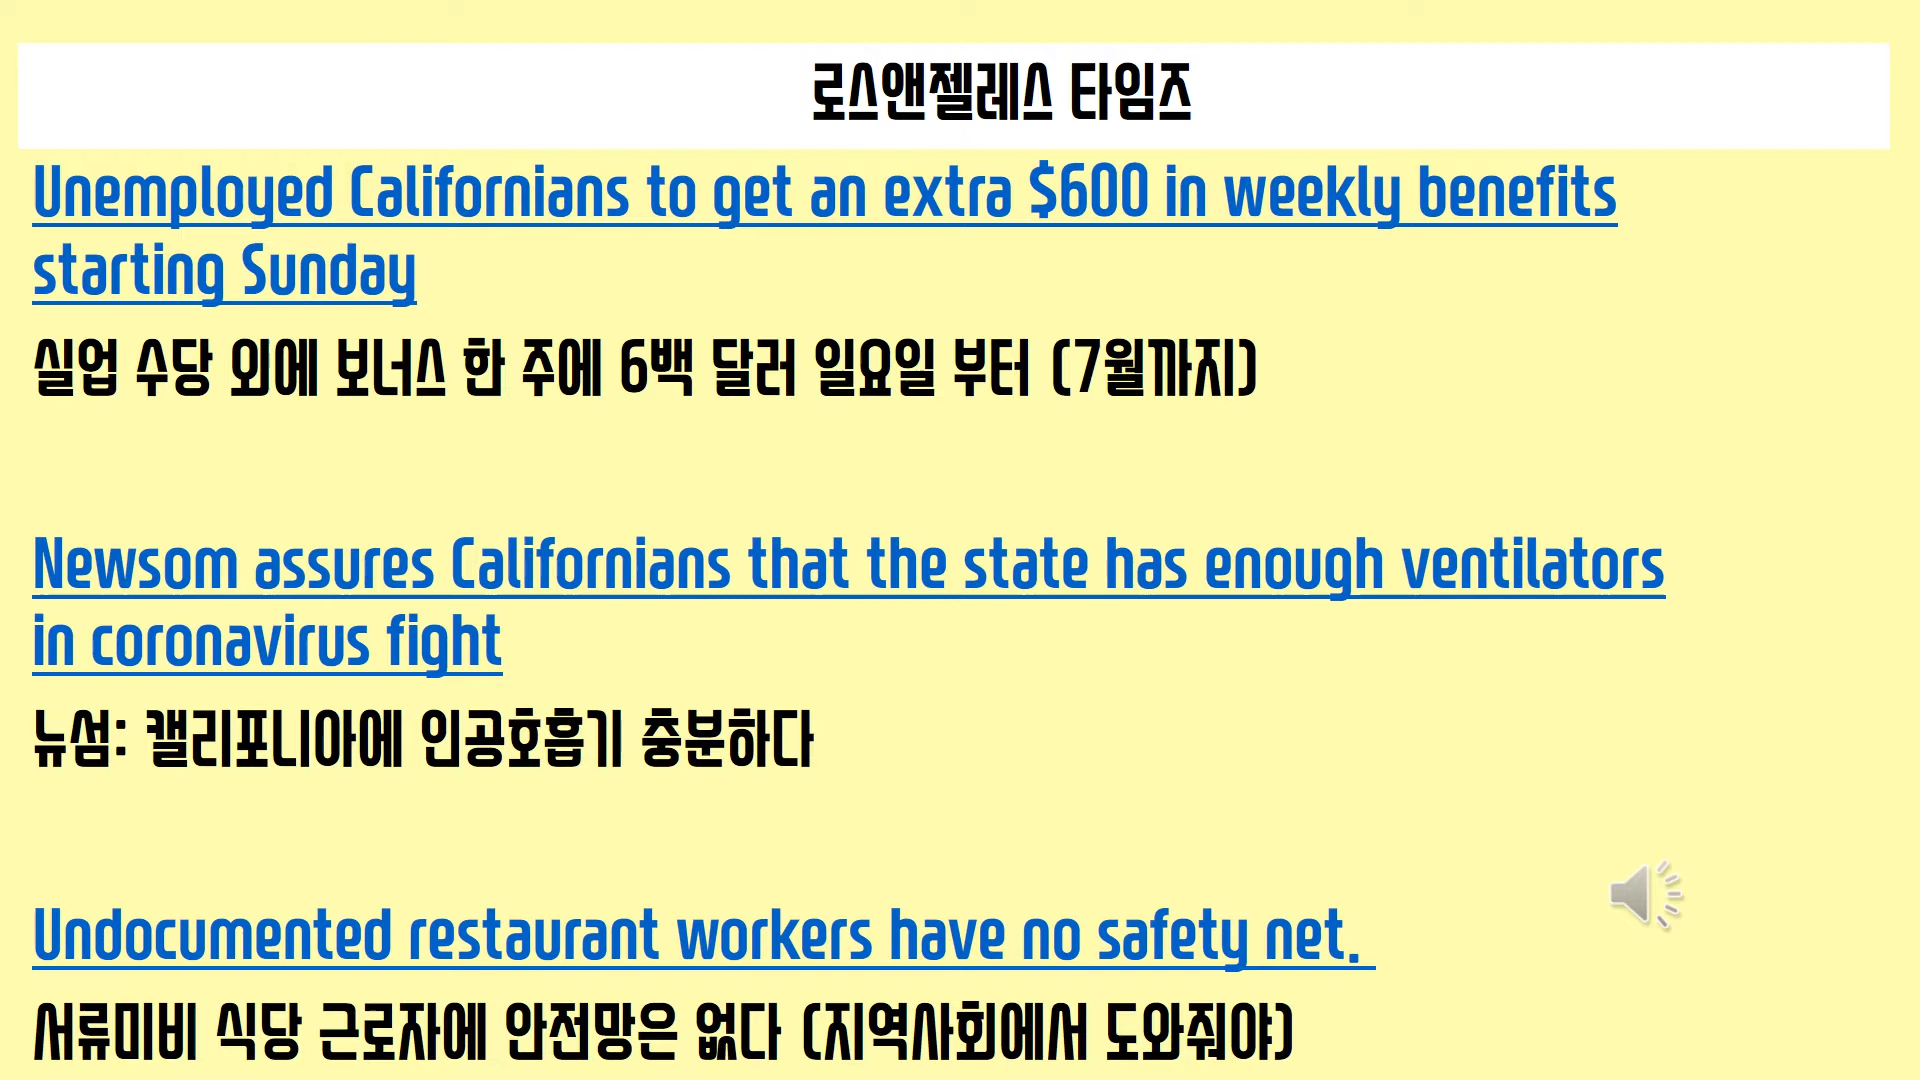 로스앤젤레스 타임즈
Unemployed Californians to get an extra $600 in weekly benefits
starting Sunday
실업 수당 외에 보너스 한 주에 6백 달러 일요일 부터 (7월까지)
Newsom assures Californians that the state has enough ventilators
in coronavirus fight
뉴섬: 캘리포니아에 인공호흡기 충분하다
Undocumented restaurant workers have no safety net.
서류미비 식당 근로자에 안전망은 없다 (지역사회에서 도와줘야)